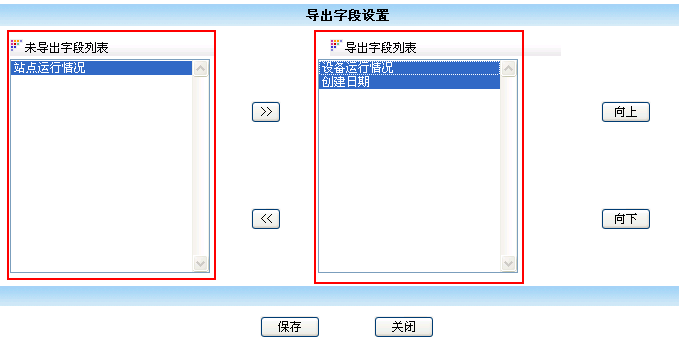 导出字段设置
未导出字段列表
导出字段列表
站点运行情况
设备运行情况
创建日期
>>
向上
<<
向下
保存
关闭